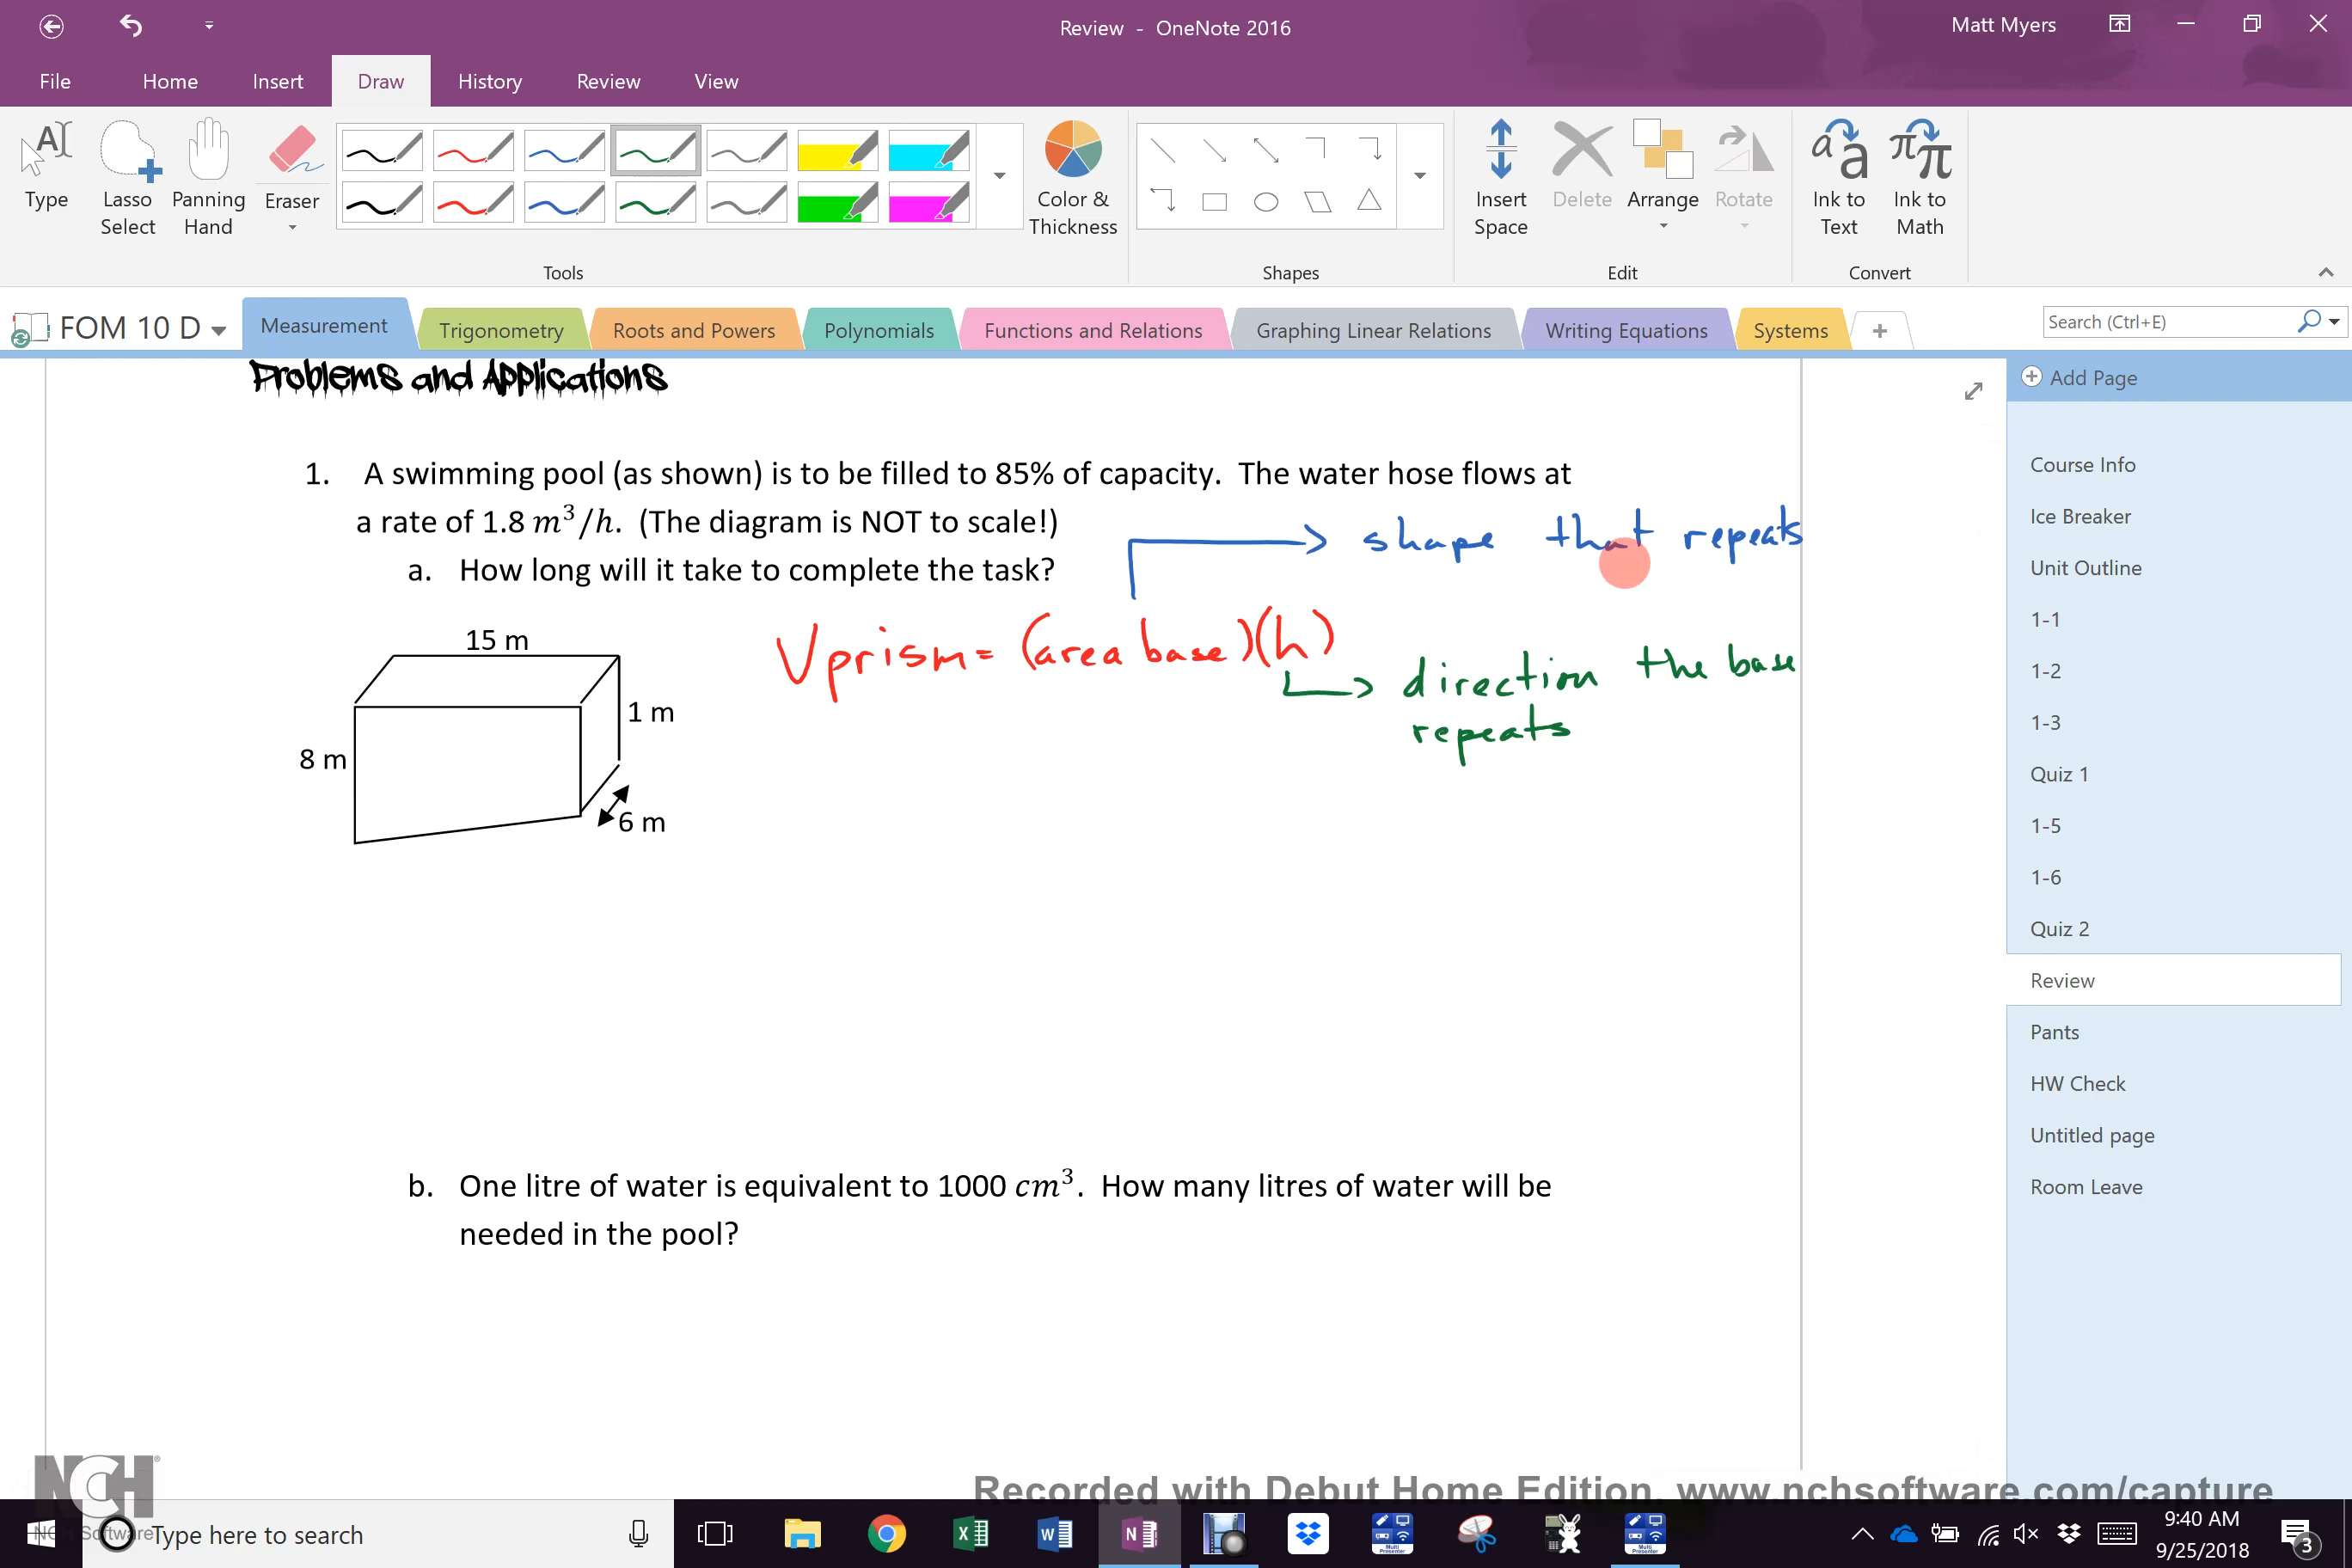 Review - OneNote 2016
Matt Myers
File Home Insert Draw History Review View
Type
Lasso Select
Panning Hand
Eraser
Color & Thickness
Insert Space
Delete
Arrange
Rotate
Ink to Text
Ink to Math
Tools
Shapes
Edit
Convert
FOM 10 D
Measurement Trigonometry Roots and Powers Polynomials Functions and Relations Graphing Linear Relations Writing Equations Systems
Search (Ctrl+E)
Add Page
Problems and Applications
1. A swimming pool (as shown) is to be filled to 85% of capacity. The water hose flows at
a rate of 1.8 m³/h. (The diagram is NOT to scale!)
shape that repeats
a. How long will it take to complete the task?
15 m
V prism = (area base)(h)
direction the base
repeats
1 m
8 m
6 m
b. One litre of water is equivalent to 1000 cm³. How many litres of water will be
needed in the pool?
Course Info
Ice Breaker
Unit Outline
1-1
1-2
1-3
Quiz 1
1-5
1-6
Quiz 2
Review
Pants
HW Check
Untitled page
Room Leave
NCH®
NCH Software
Recorded with Debut Home Edition. www.nchsoftware.com/capture
Type here to search
9:40 AM
9/25/2018
3